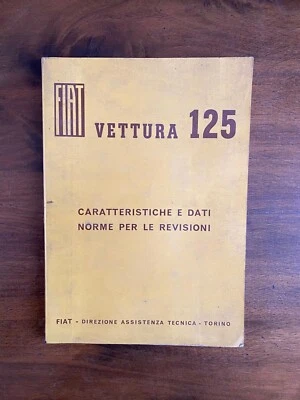 FIAT
VETTURA 125
CARATTERISTICHE E DATI
NORME PER LE REVISIONI
FIAT - DIREZIONE ASSISTENZA TECNICA - TORINO